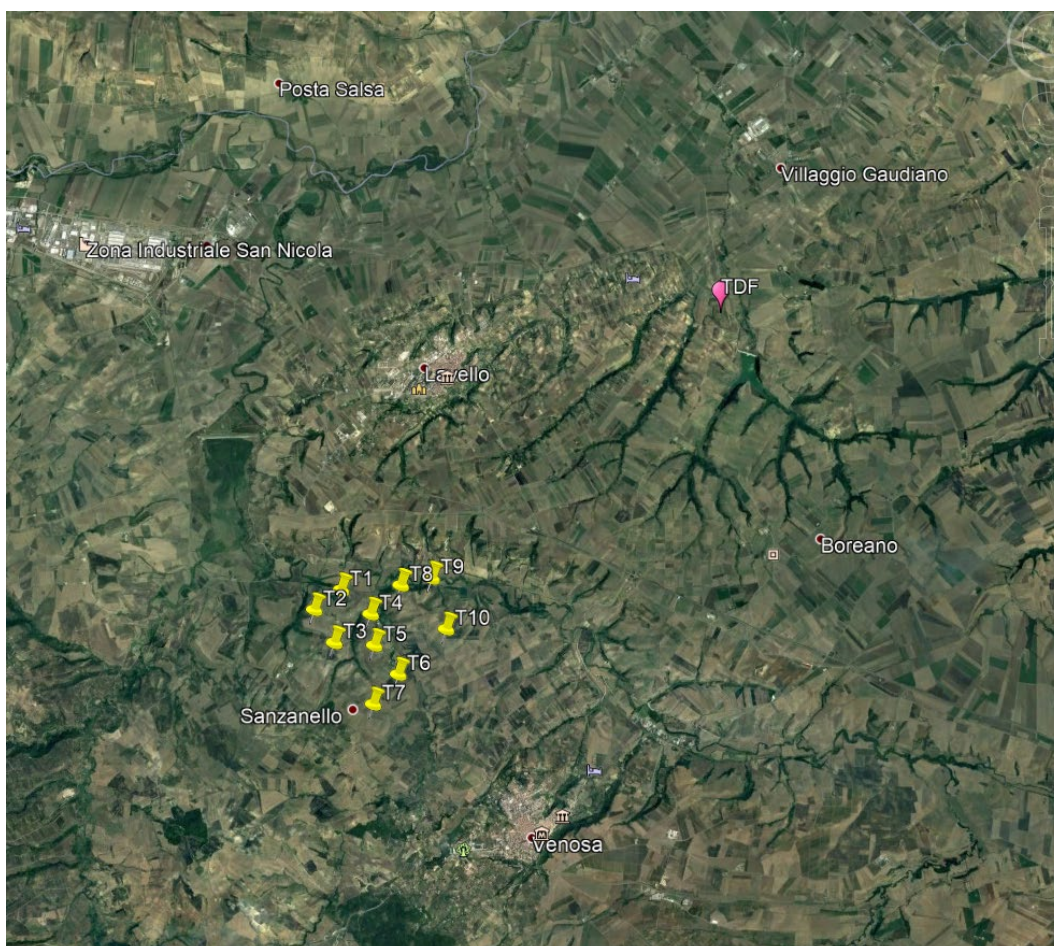 Posta Salsa
Villaggio Gaudiano
Zona Industriale San Nicola
TDF
Lavello
Boreano
T1
T8
T9
T2
T4
T10
T3
T5
T6
T7
Sanzanello
Venosa